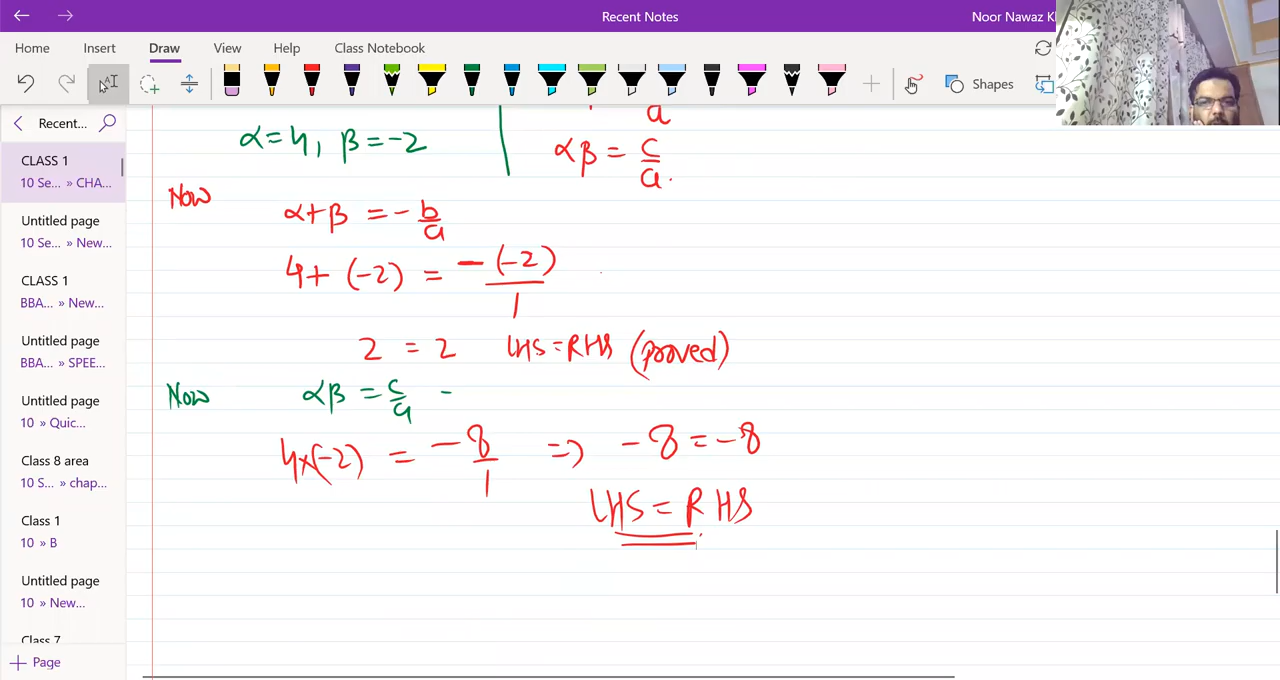 Recent Notes
Noor Nawaz K
Home Insert Draw View Help Class Notebook
Shapes
Recent...
CLASS 1
10 Se... » CHA...
Untitled page
10 Se... » New...
CLASS 1
BBA... » New...
Untitled page
BBA... » SPEE...
Untitled page
10 » Quic...
Class 8 area
10 S... » chap...
Class 1
10 » B
Untitled page
10 » New...
Class 7
Page
a
α=4, β=-2
αβ = c/a.
Now
α+β = -b/a
4+ (-2) = -(-2)/1
2 = 2 LHS=RHS (proved)
Now αβ = c/a -
4×(-2) = -8/1 => -8=-8
LHS = RHS